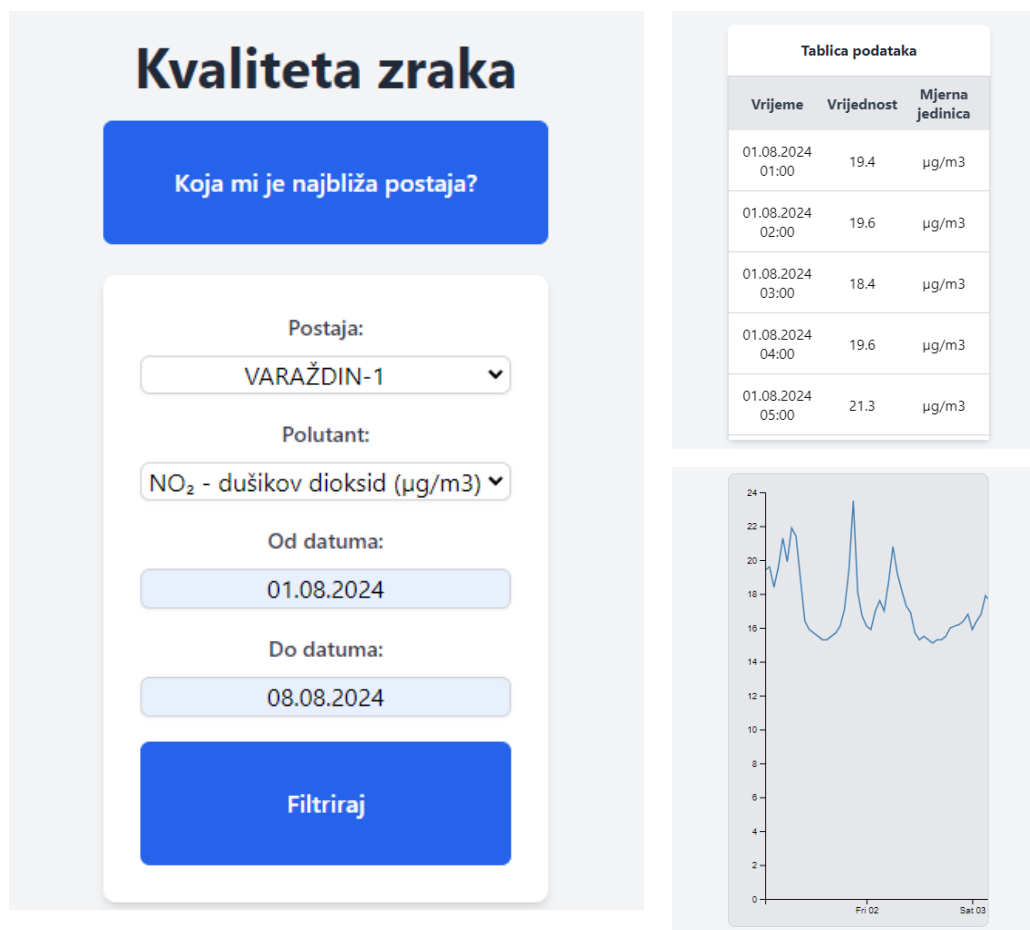 Kvaliteta zraka
Koja mi je najbliža postaja?
Postaja:
VARAŽDIN-1
Polutant:
NO₂ - dušikov dioksid (µg/m3)
Od datuma:
01.08.2024
Do datuma:
08.08.2024
Filtriraj
Tablica podataka
Vrijeme Vrijednost Mjerna jedinica
01.08.2024 01:00 19.4 µg/m3
01.08.2024 02:00 19.6 µg/m3
01.08.2024 03:00 18.4 µg/m3
01.08.2024 04:00 19.6 µg/m3
01.08.2024 05:00 21.3 µg/m3
24
22
20
18
16
14
12
10
8
6
4
2
0
Fri 02 Sat 03